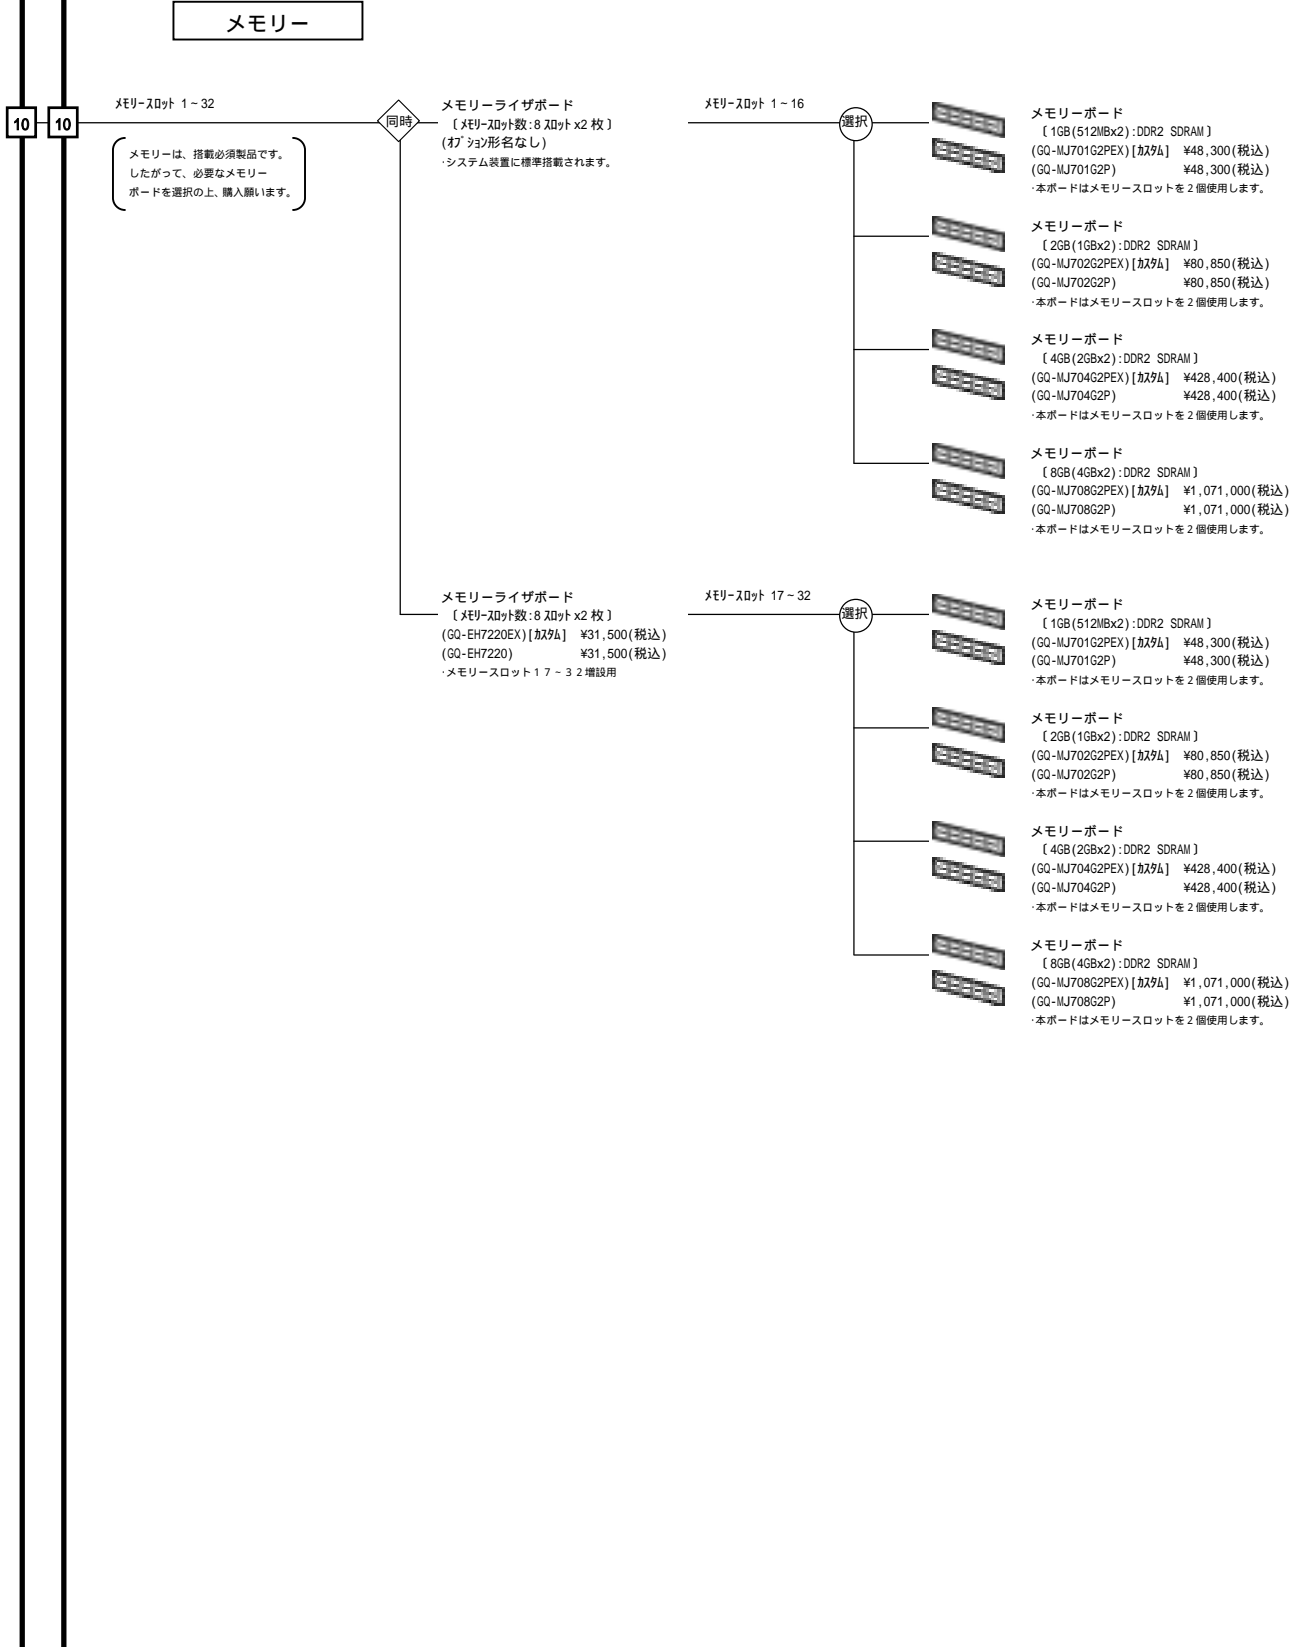 メモリー
10
10
メモリースロット 1~32
メモリーは、搭載必須製品です。
したがって、必要なメモリー
ボードを選択の上、購入願います。
同時
メモリーライザボード
〔メモリースロット数:8スロットx2枚〕
(オプション形名なし)
・システム装置に標準搭載されます。
メモリースロット 1~16
選択
メモリーボード
〔1GB(512MBx2):DDR2 SDRAM〕
(GQ-MJ701G2PEX)[カスタム] ¥48,300(税込)
(GQ-MJ701G2P) ¥48,300(税込)
・本ボードはメモリースロットを2個使用します。
メモリーボード
〔2GB(1GBx2):DDR2 SDRAM〕
(GQ-MJ702G2PEX)[カスタム] ¥80,850(税込)
(GQ-MJ702G2P) ¥80,850(税込)
・本ボードはメモリースロットを2個使用します。
メモリーボード
〔4GB(2GBx2):DDR2 SDRAM〕
(GQ-MJ704G2PEX)[カスタム] ¥428,400(税込)
(GQ-MJ704G2P) ¥428,400(税込)
・本ボードはメモリースロットを2個使用します。
メモリーボード
〔8GB(4GBx2):DDR2 SDRAM〕
(GQ-MJ708G2PEX)[カスタム] ¥1,071,000(税込)
(GQ-MJ708G2P) ¥1,071,000(税込)
・本ボードはメモリースロットを2個使用します。
メモリーライザボード
〔メモリースロット数:8スロットx2枚〕
(GQ-EH7220EX)[カスタム] ¥31,500(税込)
(GQ-EH7220) ¥31,500(税込)
・メモリースロット17~32増設用
メモリースロット 17~32
選択
メモリーボード
〔1GB(512MBx2):DDR2 SDRAM〕
(GQ-MJ701G2PEX)[カスタム] ¥48,300(税込)
(GQ-MJ701G2P) ¥48,300(税込)
・本ボードはメモリースロットを2個使用します。
メモリーボード
〔2GB(1GBx2):DDR2 SDRAM〕
(GQ-MJ702G2PEX)[カスタム] ¥80,850(税込)
(GQ-MJ702G2P) ¥80,850(税込)
・本ボードはメモリースロットを2個使用します。
メモリーボード
〔4GB(2GBx2):DDR2 SDRAM〕
(GQ-MJ704G2PEX)[カスタム] ¥428,400(税込)
(GQ-MJ704G2P) ¥428,400(税込)
・本ボードはメモリースロットを2個使用します。
メモリーボード
〔8GB(4GBx2):DDR2 SDRAM〕
(GQ-MJ708G2PEX)[カスタム] ¥1,071,000(税込)
(GQ-MJ708G2P) ¥1,071,000(税込)
・本ボードはメモリースロットを2個使用します。